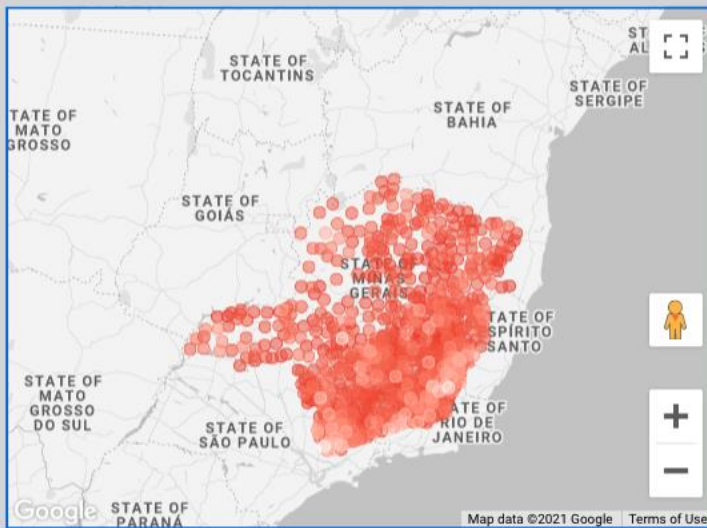 STATE OF
TOCANTINS
STATE OF
SERGIPE
STATE OF
BAHIA
STATE OF
MATO
GROSSO
STATE OF
GOIÁS
STATE OF
MINAS
GERAIS
STATE OF
ESPÍRITO
SANTO
STATE OF
MATO
GROSSO
DO SUL
STATE OF
SÃO PAULO
STATE OF
RIO DE
JANEIRO
STATE OF
PARANÁ
Google
Map data ©2021 Google
Terms of Use